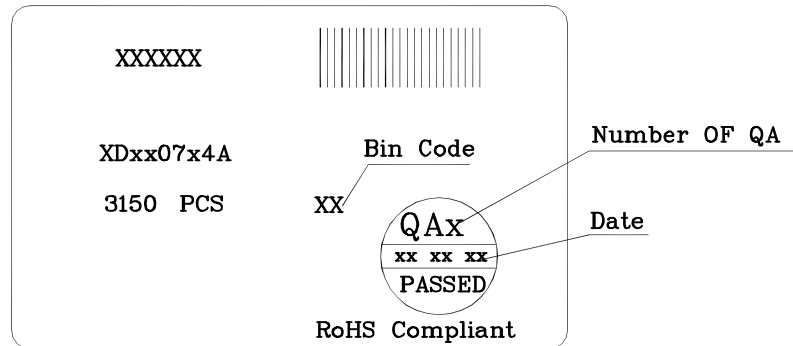 XXXXXX
XDxx07x4A
Bin Code
Number OF QA
3150 PCS
XX
QAx
Date
xx xx xx
PASSED
RoHS Compliant